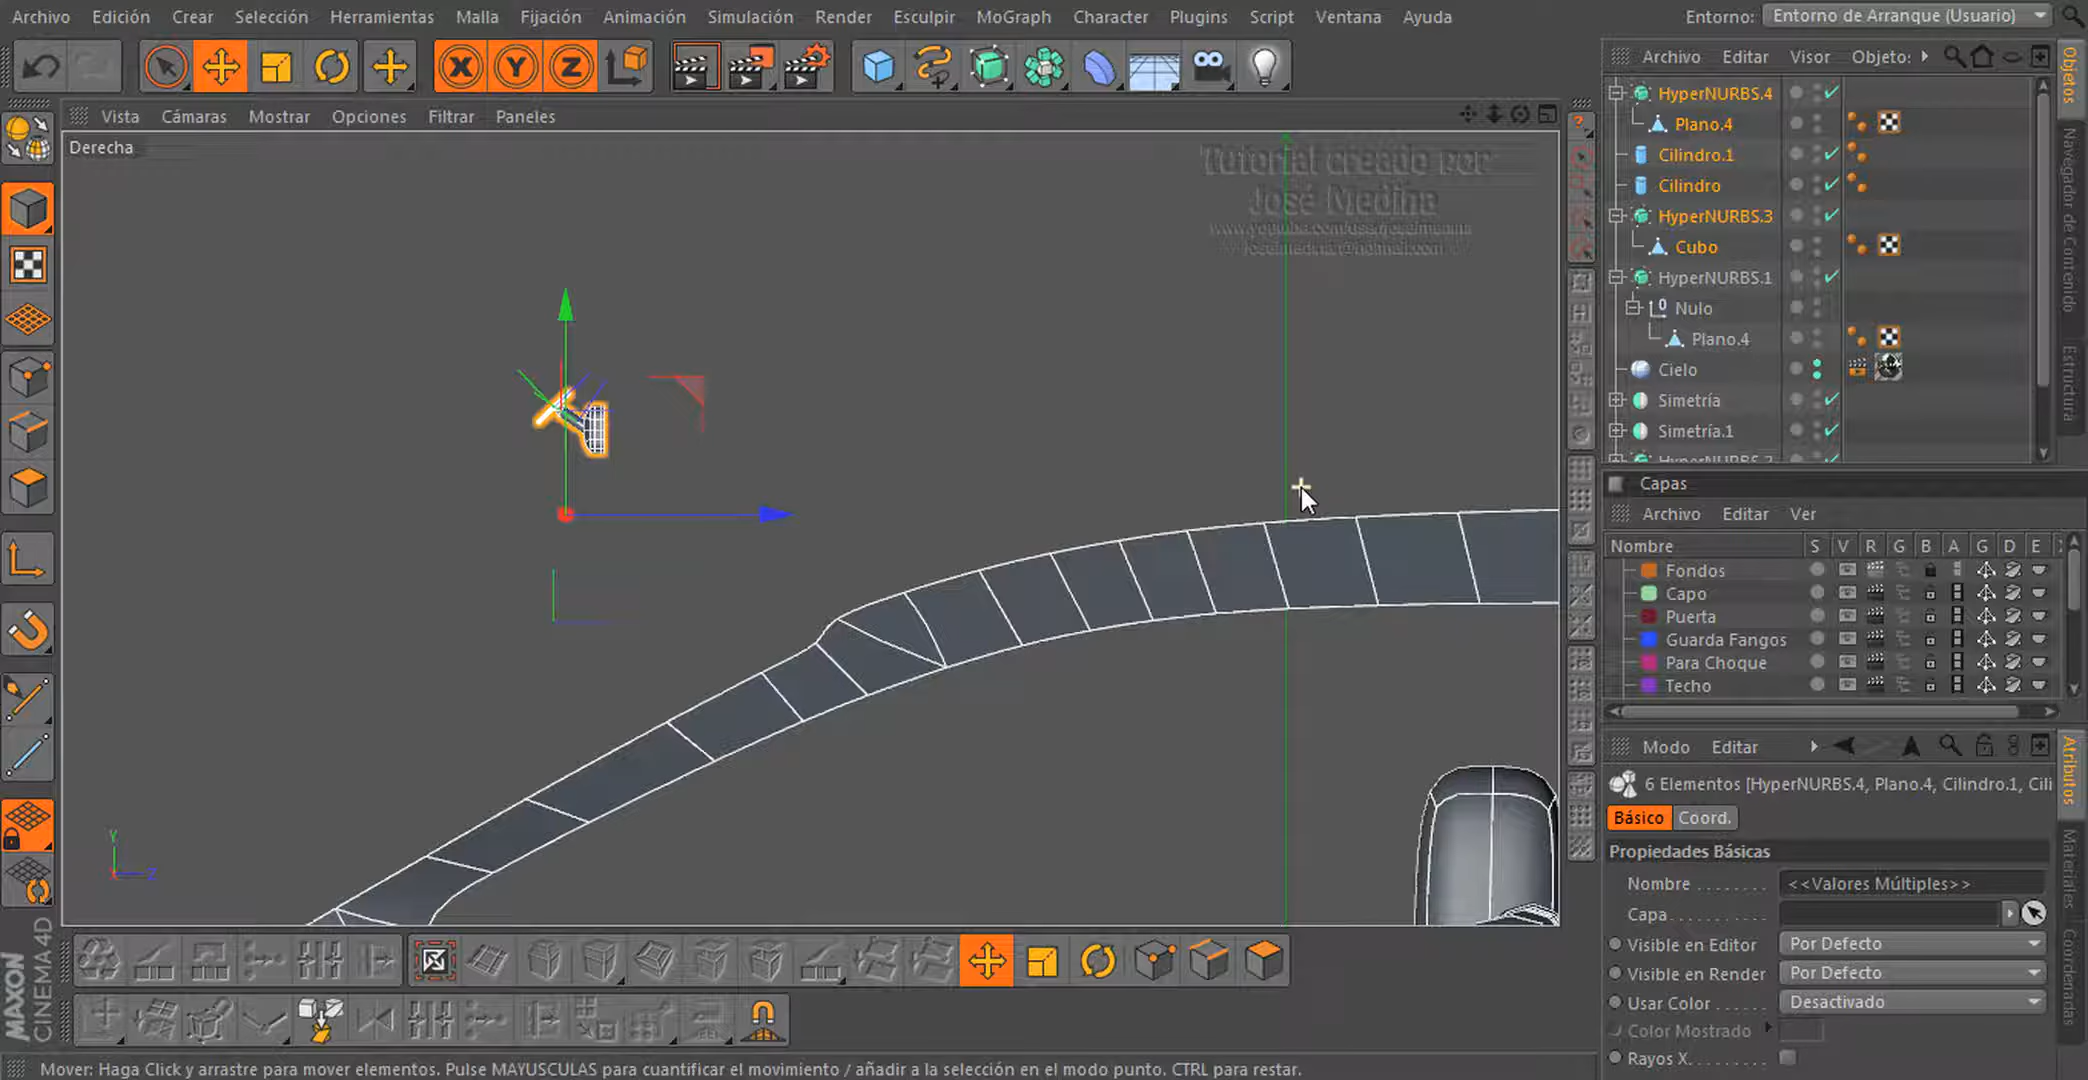 Archivo Edición Crear Selección Herramientas Malla Fijación Animación Simulación Render Esculpir MoGraph Character Plugins Script Ventana Ayuda
Entorno: Entorno de Arranque (Usuario)
X Y Z
Archivo Editar Visor Objeto:
Vista Cámaras Mostrar Opciones Filtrar Paneles
Derecha
Tutorial creado por
José Medina
HyperNURBS.4
Plano.4
Cilindro.1
Cilindro
HyperNURBS.3
Cubo
HyperNURBS.1
Nulo
Plano.4
Cielo
Simetría
Simetría.1
HyperNURBS.2
Objetos
Navegador de Contenido
Estructura
Capas
Archivo Editar Ver
Nombre S V R G B A G D E
Fondos
Capo
Puerta
Guarda Fangos
Para Choque
Techo
Modo Editar
6 Elementos [HyperNURBS.4, Plano.4, Cilindro.1, Cili
Básico Coord.
Propiedades Básicas
Nombre <<Valores Múltiples>>
Capa
Visible en Editor Por Defecto
Visible en Render Por Defecto
Usar Color Desactivado
Color Mostrado
Rayos X
Atributos
Materiales
Coordenadas
Y
Z
MAXON
CINEMA 4D
Mover: Haga Click y arrastre para mover elementos. Pulse MAYUSCULAS para cuantificar el movimiento / añadir a la selección en el modo punto. CTRL para restar.